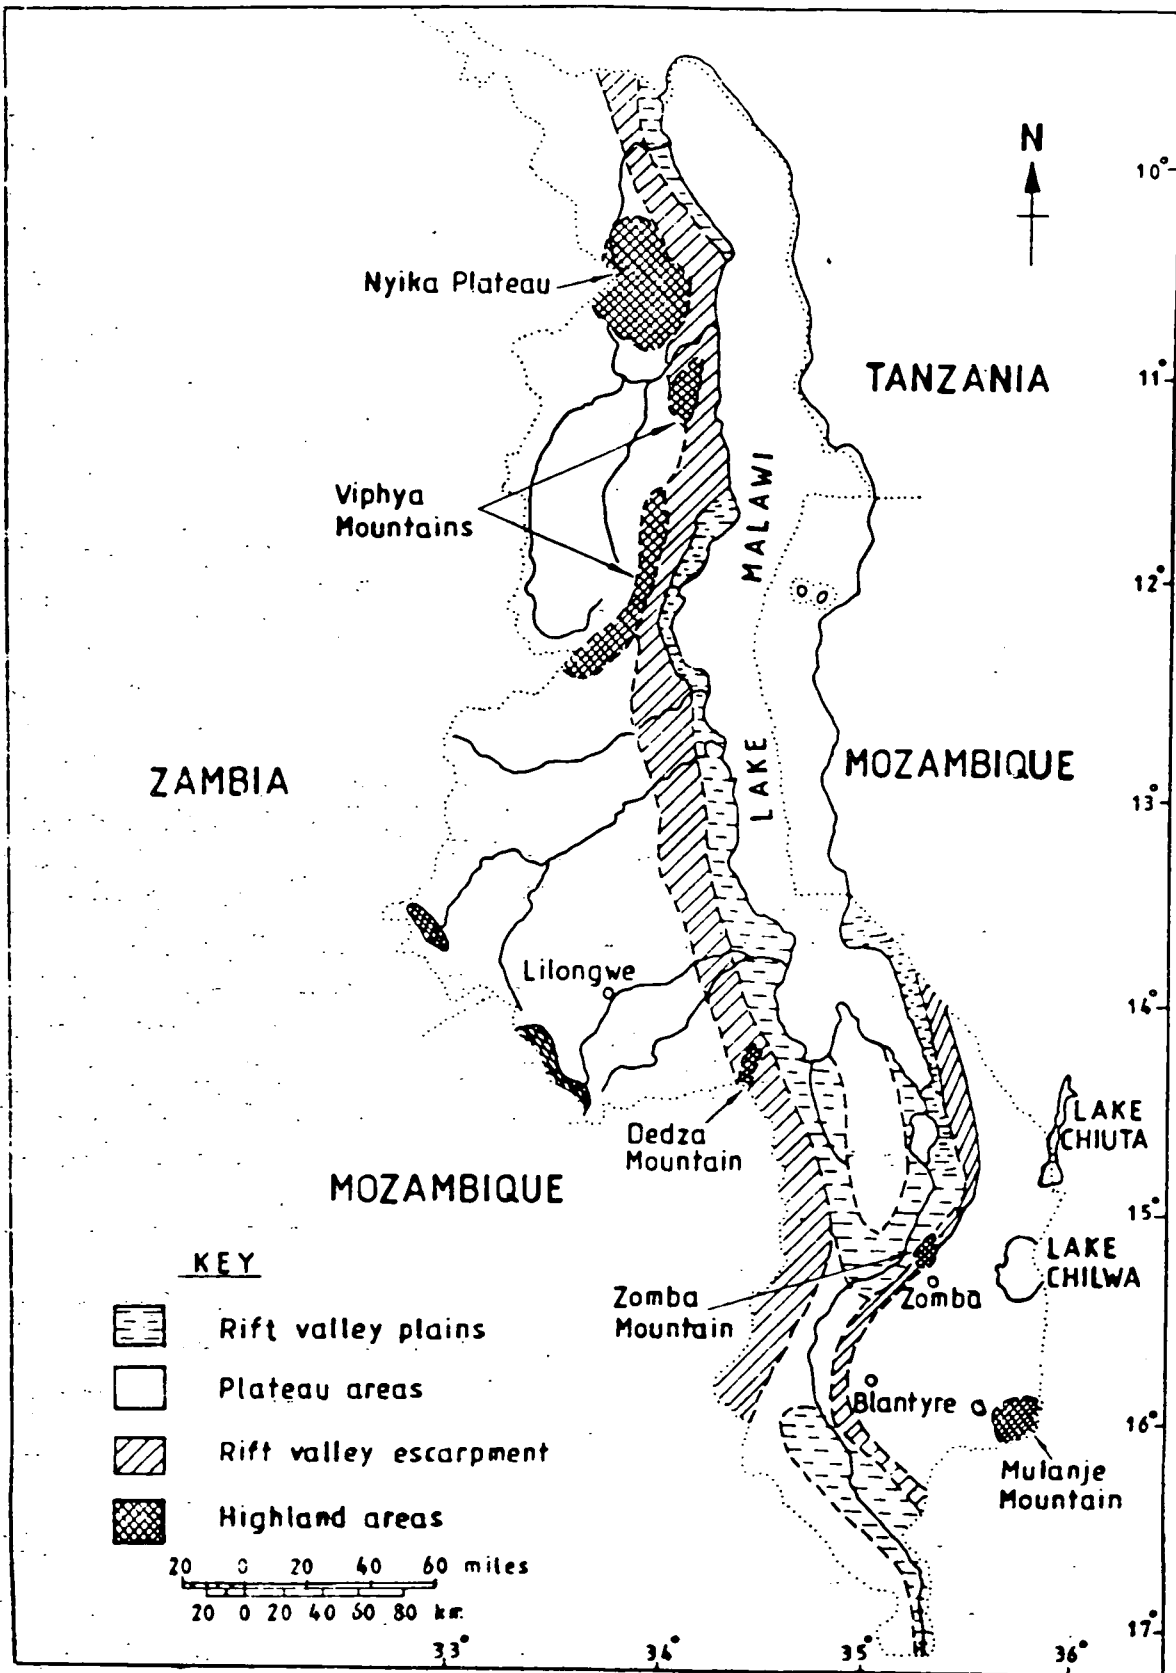 N
10°
Nyika Plateau
TANZANIA
11°
Viphya
Mountains
LAKE MALAWI
12°
ZAMBIA
MOZAMBIQUE
13°
Lilongwe
14°
Dedza
Mountain
LAKE
CHIUTA
MOZAMBIQUE
15°
KEY
LAKE
CHILWA
Zomba
Mountain
Zomba
Rift valley plains
Plateau areas
Blantyre
16°
Rift valley escarpment
Mulanje
Mountain
Highland areas
20 0 20 40 60 miles
20 0 20 40 60 80 km.
17°
33° 34° 35° 36°